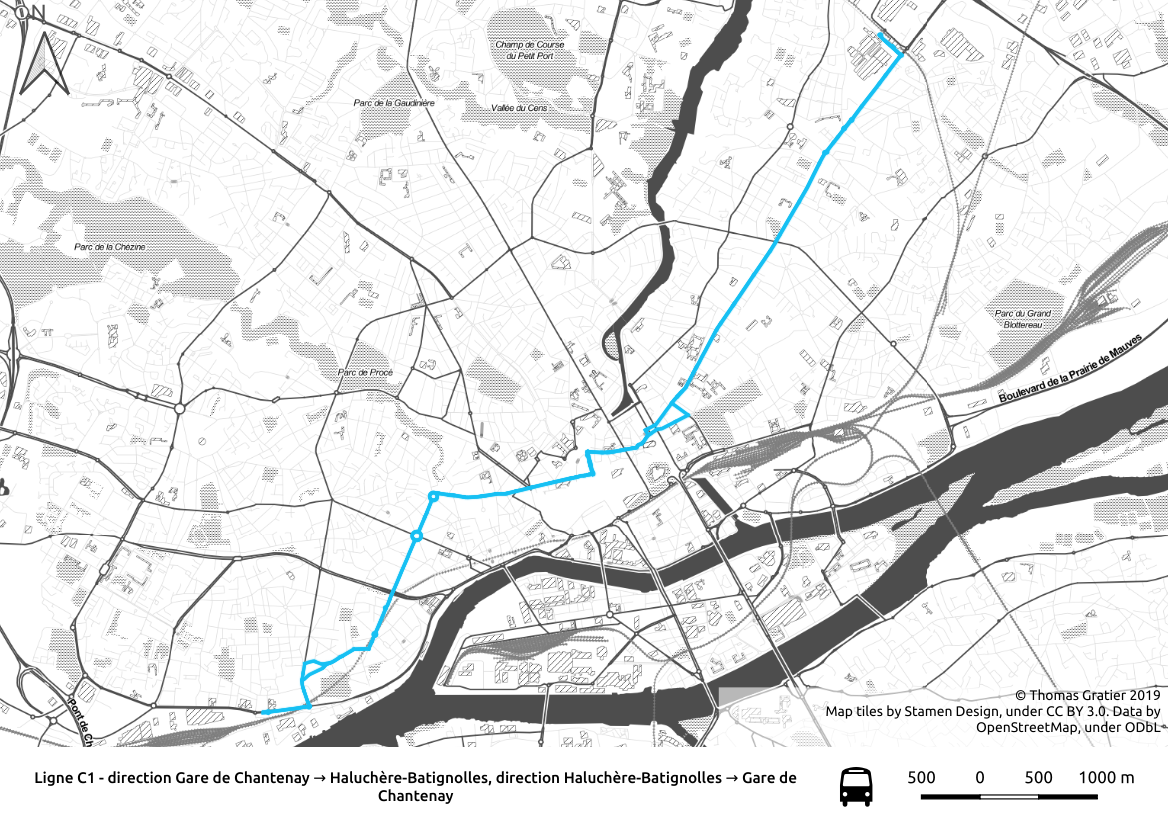 N
Champ de Course
du Petit Port
Parc de la Gaudinière
Vallée du Cens
Parc de la Chézine
Parc du Grand
Blottereau
Boulevard de la Prairie de Mauves
Parc de Procé
Pont de Ch
© Thomas Gratier 2019
Map tiles by Stamen Design, under CC BY 3.0. Data by
OpenStreetMap, under ODbL
Ligne C1 - direction Gare de Chantenay → Haluchère-Batignolles, direction Haluchère-Batignolles → Gare de
Chantenay
500 0 500 1000 m